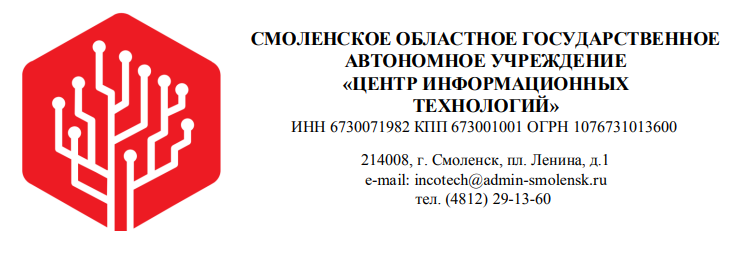 СМОЛЕНСКОЕ ОБЛАСТНОЕ ГОСУДАРСТВЕННОЕ
АВТОНОМНОЕ УЧРЕЖДЕНИЕ
«ЦЕНТР ИНФОРМАЦИОННЫХ
ТЕХНОЛОГИЙ»
ИНН 6730071982 КПП 673001001 ОГРН 1076731013600
214008, г. Смоленск, пл. Ленина, д.1
e-mail: incotech@admin-smolensk.ru
тел. (4812) 29-13-60